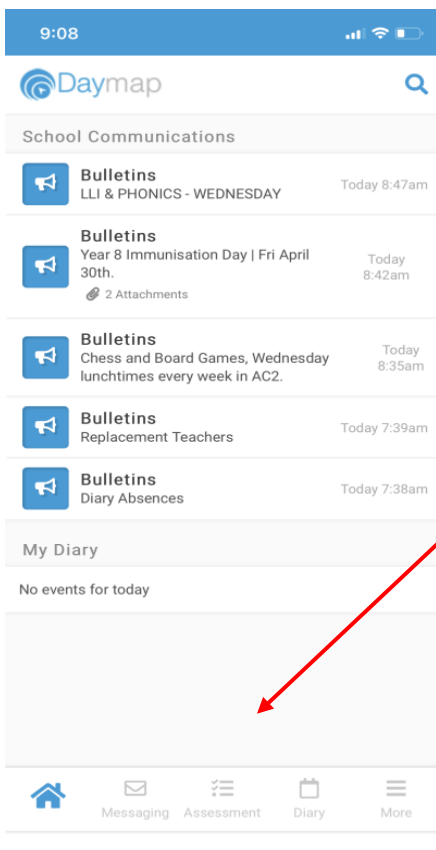 9:08
Daymap
School Communications
Bulletins
LLI & PHONICS - WEDNESDAY
Today 8:47am
Bulletins
Year 8 Immunisation Day | Fri April
30th.
2 Attachments
Today
8:42am
Bulletins
Chess and Board Games, Wednesday
lunchtimes every week in AC2.
Today
8:35am
Bulletins
Replacement Teachers
Today 7:39am
Bulletins
Diary Absences
Today 7:38am
My Diary
No events for today
Messaging
Assessment
Diary
More